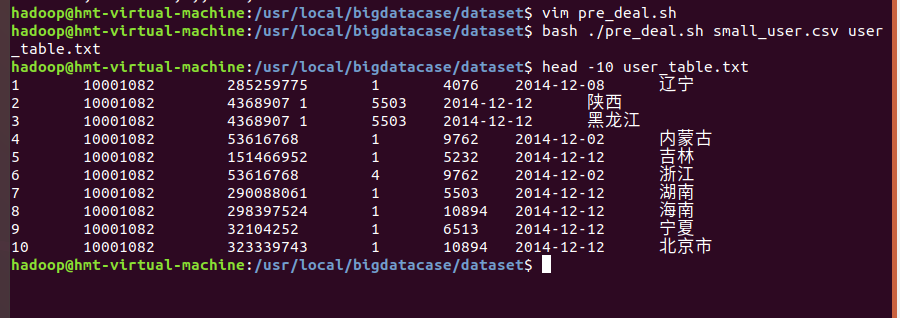 hadoop@hmt-virtual-machine:/usr/local/bigdatacase/dataset$ vim pre_deal.sh
hadoop@hmt-virtual-machine:/usr/local/bigdatacase/dataset$ bash ./pre_deal.sh small_user.csv user
_table.txt
hadoop@hmt-virtual-machine:/usr/local/bigdatacase/dataset$ head -10 user_table.txt
1	10001082	285259775	1	4076	2014-12-08	辽宁
2	10001082	4368907	1	5503	2014-12-12	陕西
3	10001082	4368907	1	5503	2014-12-12	黑龙江
4	10001082	53616768	1	9762	2014-12-02	内蒙古
5	10001082	151466952	1	5232	2014-12-12	吉林
6	10001082	53616768	4	9762	2014-12-02	浙江
7	10001082	290088061	1	5503	2014-12-12	湖南
8	10001082	298397524	1	10894	2014-12-12	海南
9	10001082	32104252	1	6513	2014-12-12	宁夏
10	10001082	323339743	1	10894	2014-12-12	北京市
hadoop@hmt-virtual-machine:/usr/local/bigdatacase/dataset$